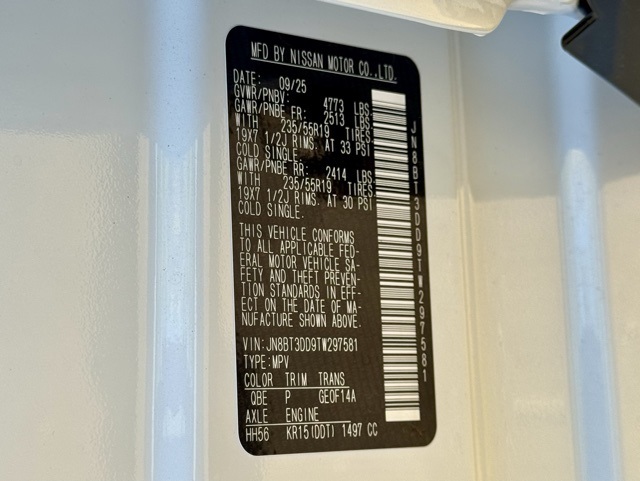 MFD BY NISSAN MOTOR CO.,LTD.
DATE: 09/25
GVWR/PNBV: 4773 LBS
GAWR/PNBE FR: 2513 LBS
WITH 235/55R19 TIRES
19X7 1/2J RIMS. AT 33 PSI
COLD SINGLE.
GAWR/PNBE RR: 2414 LBS
WITH 235/55R19 TIRES
19X7 1/2J RIMS. AT 30 PSI
COLD SINGLE.
THIS VEHICLE CONFORMS
TO ALL APPLICABLE FED-
ERAL MOTOR VEHICLE SA-
FETY AND THEFT PREVEN-
TION STANDARDS IN EFF-
ECT ON THE DATE OF MA-
NUFACTURE SHOWN ABOVE.
VIN:JN8BT3DD9TW297581
TYPE:MPV
COLOR TRIM TRANS
QBE P GE0F14A
AXLE ENGINE
HH56 KR15(DDT) 1497 CC
JN8BT3DD9TW297581